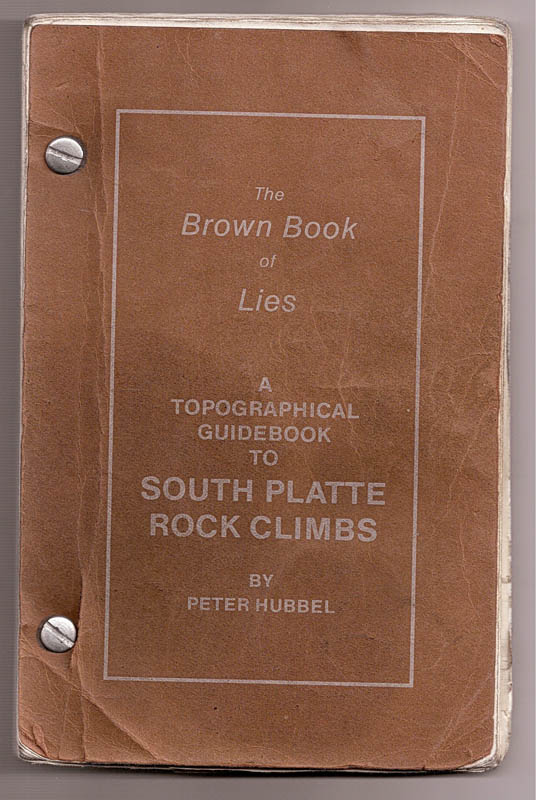 The
Brown Book
of
Lies
A
TOPOGRAPHICAL
GUIDEBOOK
TO
SOUTH PLATTE
ROCK CLIMBS
BY
PETER HUBBEL